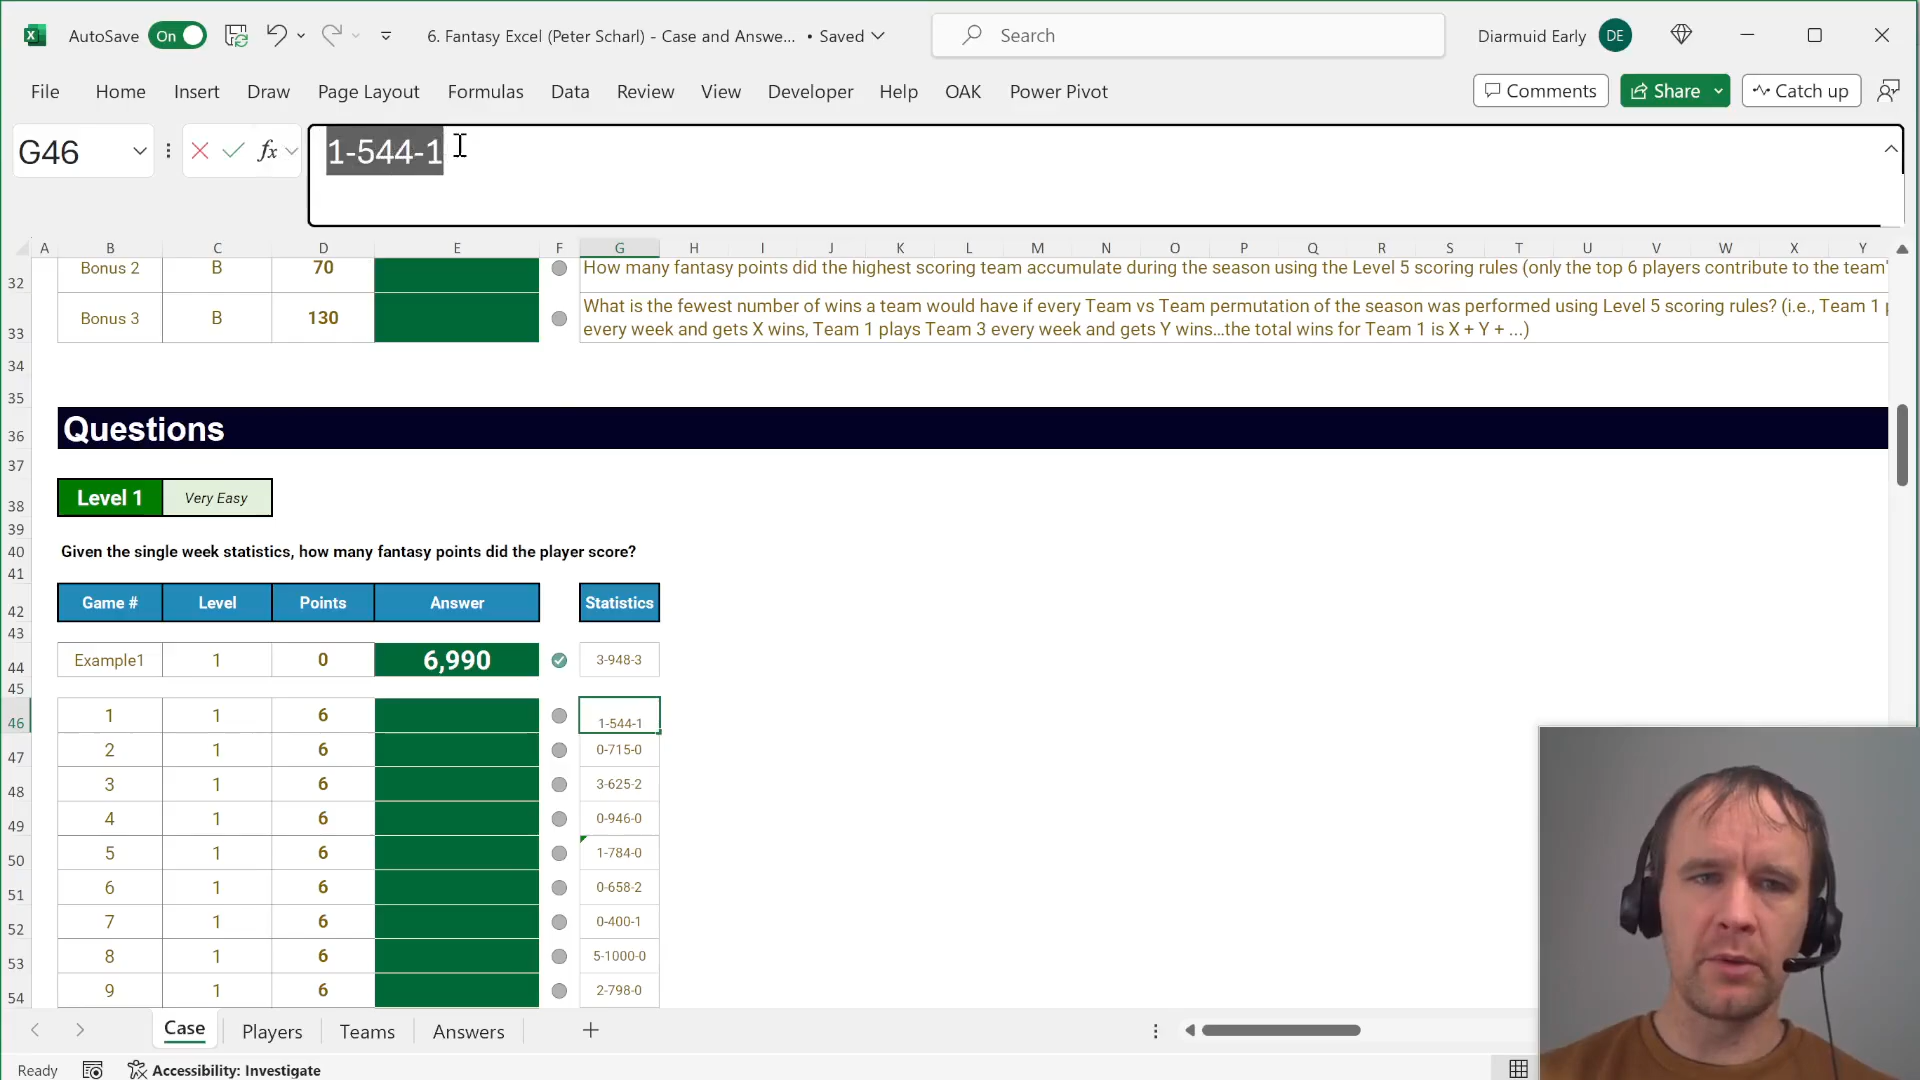 AutoSave On 6. Fantasy Excel (Peter Scharl) - Case and Answe... • Saved Search Diarmuid Early DE
File Home Insert Draw Page Layout Formulas Data Review View Developer Help OAK Power Pivot Comments Share Catch up
G46 fx 1-544-1
A B C D E F G H I J K L M N O P Q R S T U V W X Y
32 Bonus 2 B 70 How many fantasy points did the highest scoring team accumulate during the season using the Level 5 scoring rules (only the top 6 players contribute to the team'
33 Bonus 3 B 130 What is the fewest number of wins a team would have if every Team vs Team permutation of the season was performed using Level 5 scoring rules? (i.e., Team 1 p
every week and gets X wins, Team 1 plays Team 3 every week and gets Y wins...the total wins for Team 1 is X + Y + ...)
34
35
36 Questions
37
38 Level 1 Very Easy
39
40 Given the single week statistics, how many fantasy points did the player score?
41
42 Game # Level Points Answer Statistics
43
44 Example1 1 0 6,990 3-948-3
45
46 1 1 6 1-544-1
47 2 1 6 0-715-0
48 3 1 6 3-625-2
49 4 1 6 0-946-0
50 5 1 6 1-784-0
51 6 1 6 0-658-2
52 7 1 6 0-400-1
53 8 1 6 5-1000-0
54 9 1 6 2-798-0
Case Players Teams Answers
Ready Accessibility: Investigate